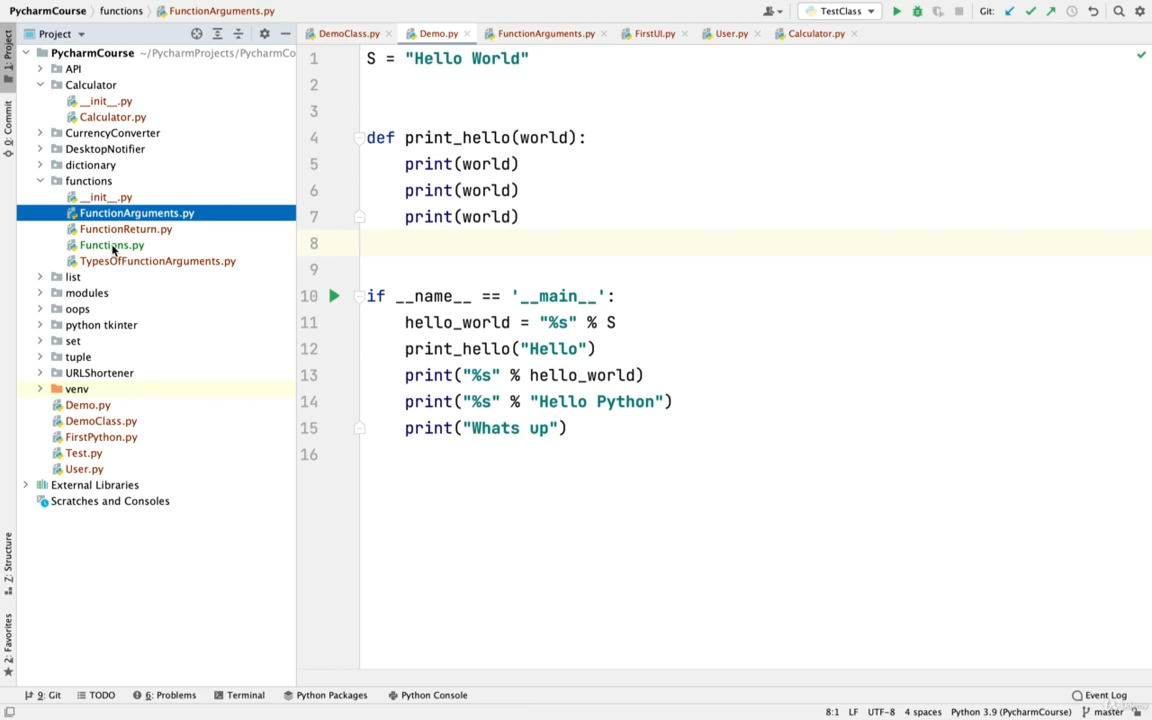 PycharmCourse functions FunctionArguments.py TestClass Git:
1: Project
0: Commit
Z: Structure
2: Favorites
Project
PycharmCourse ~/PycharmProjects/PycharmCo
API
Calculator
__init__.py
Calculator.py
CurrencyConverter
DesktopNotifier
dictionary
functions
__init__.py
FunctionArguments.py
FunctionReturn.py
Functions.py
TypesOfFunctionArguments.py
list
modules
oops
python tkinter
set
tuple
URLShortener
venv
Demo.py
DemoClass.py
FirstPython.py
Test.py
User.py
External Libraries
Scratches and Consoles
DemoClass.py Demo.py FunctionArguments.py FirstUI.py User.py Calculator.py
1 S = "Hello World"
2
3
4 def print_hello(world):
5 print(world)
6 print(world)
7 print(world)
8
9
10 if __name__ == '__main__':
11 hello_world = "%s" % S
12 print_hello("Hello")
13 print("%s" % hello_world)
14 print("%s" % "Hello Python")
15 print("Whats up")
16
9: Git TODO 6: Problems Terminal Python Packages Python Console Event Log
8:1 LF UTF-8 4 spaces Python 3.9 (PycharmCourse) master